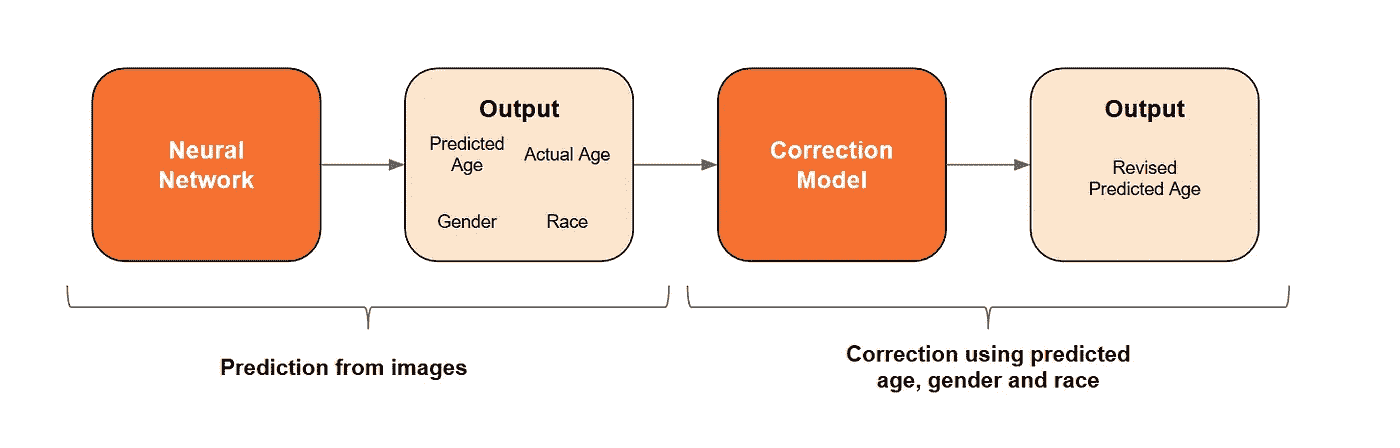 Neural
Network
Output
Predicted
Age
Actual Age
Gender
Race
Correction
Model
Output
Revised
Predicted Age
Prediction from images
Correction using predicted
age, gender and race